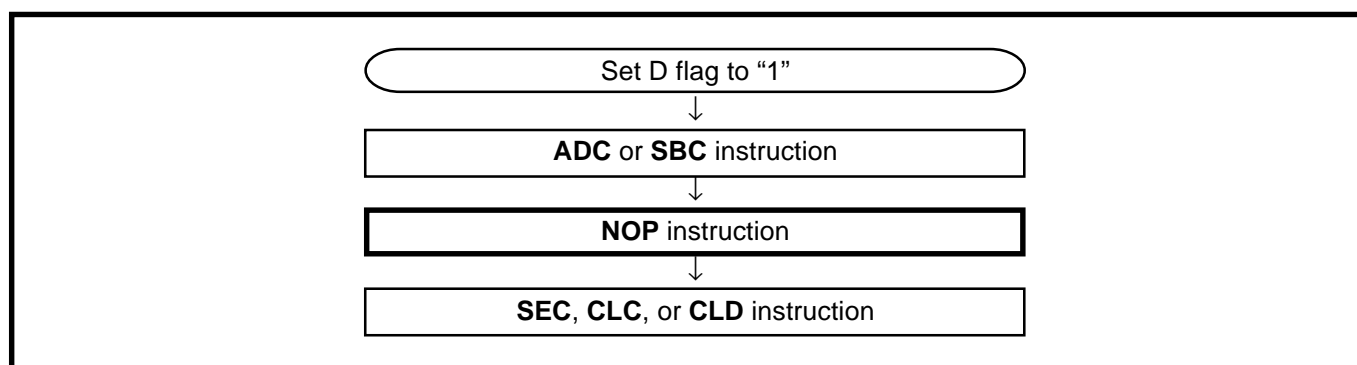 Set D flag to “1”
ADC or SBC instruction
NOP instruction
SEC, CLC, or CLD instruction